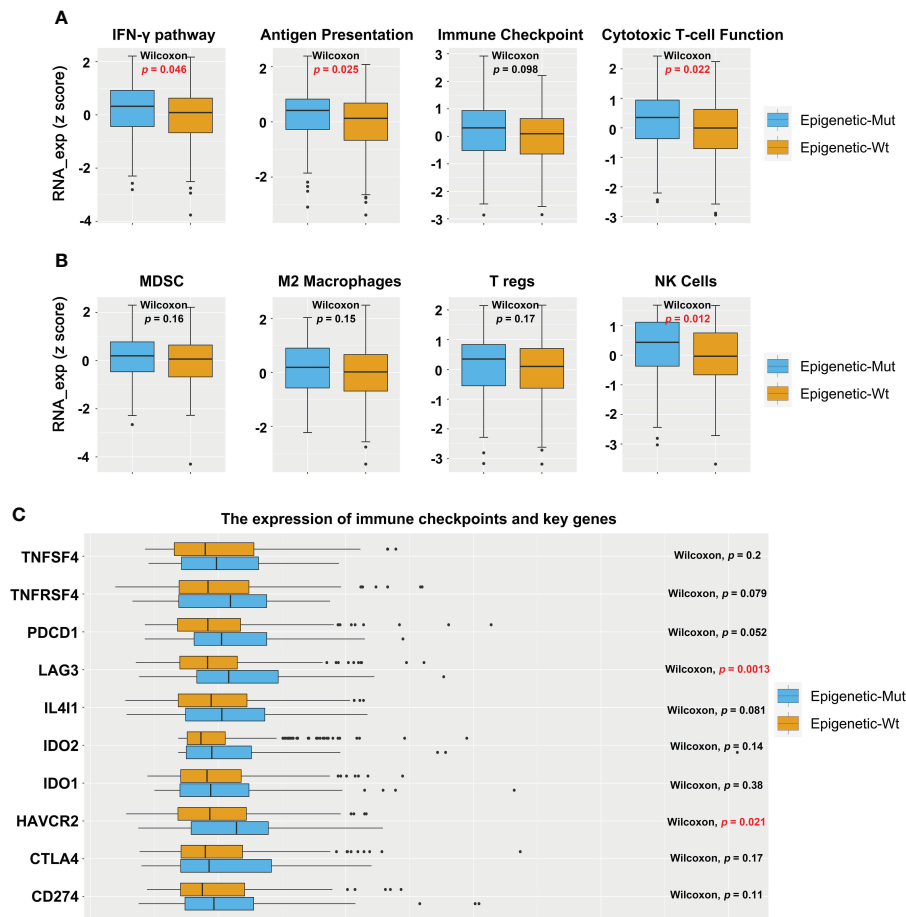 A
IFN-γ pathway
Antigen Presentation
Immune Checkpoint
Cytotoxic T-cell Function
RNA_exp (z score)
2
0
-2
-4
Wilcoxon
p = 0.046
2
0
-2
Wilcoxon
p = 0.025
3
2
1
0
-1
-2
-3
Wilcoxon
p = 0.098
2
1
0
-1
-2
-3
Wilcoxon
p = 0.022
Epigenetic-Mut
Epigenetic-Wt
B
MDSC
M2 Macrophages
T regs
NK Cells
RNA_exp (z score)
2
0
-2
-4
Wilcoxon
p = 0.16
2
0
-2
Wilcoxon
p = 0.15
2
1
0
-1
-2
-3
Wilcoxon
p = 0.17
1
0
-1
-2
-3
Wilcoxon
p = 0.012
Epigenetic-Mut
Epigenetic-Wt
C
The expression of immune checkpoints and key genes
TNFSF4
Wilcoxon, p = 0.2
TNFRSF4
Wilcoxon, p = 0.079
PDCD1
Wilcoxon, p = 0.052
LAG3
Wilcoxon, p = 0.0013
IL4I1
Wilcoxon, p = 0.081
IDO2
Wilcoxon, p = 0.14
IDO1
Wilcoxon, p = 0.38
HAVCR2
Wilcoxon, p = 0.021
CTLA4
Wilcoxon, p = 0.17
CD274
Wilcoxon, p = 0.11
Epigenetic-Mut
Epigenetic-Wt